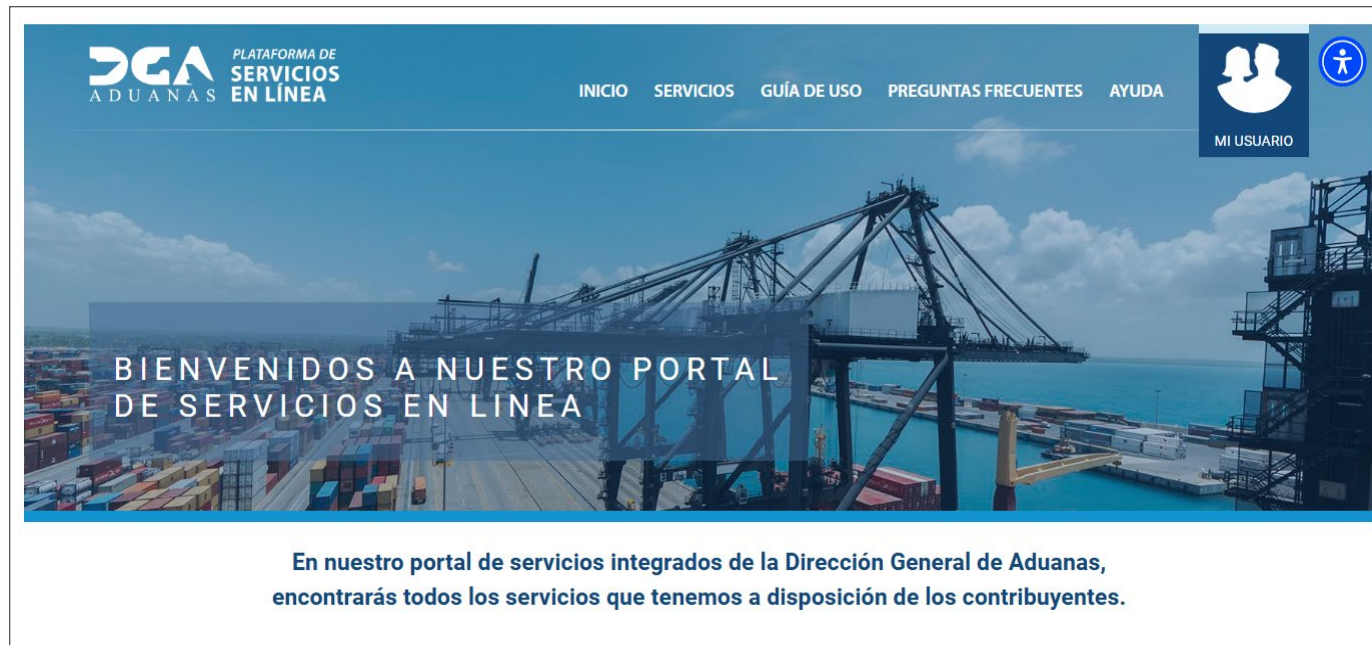 DGA
ADUANAS
PLATAFORMA DE
SERVICIOS
EN LÍNEA
INICIO SERVICIOS GUÍA DE USO PREGUNTAS FRECUENTES AYUDA
MI USUARIO
BIENVENIDOS A NUESTRO PORTAL
DE SERVICIOS EN LINEA
En nuestro portal de servicios integrados de la Dirección General de Aduanas,
encontrarás todos los servicios que tenemos a disposición de los contribuyentes.